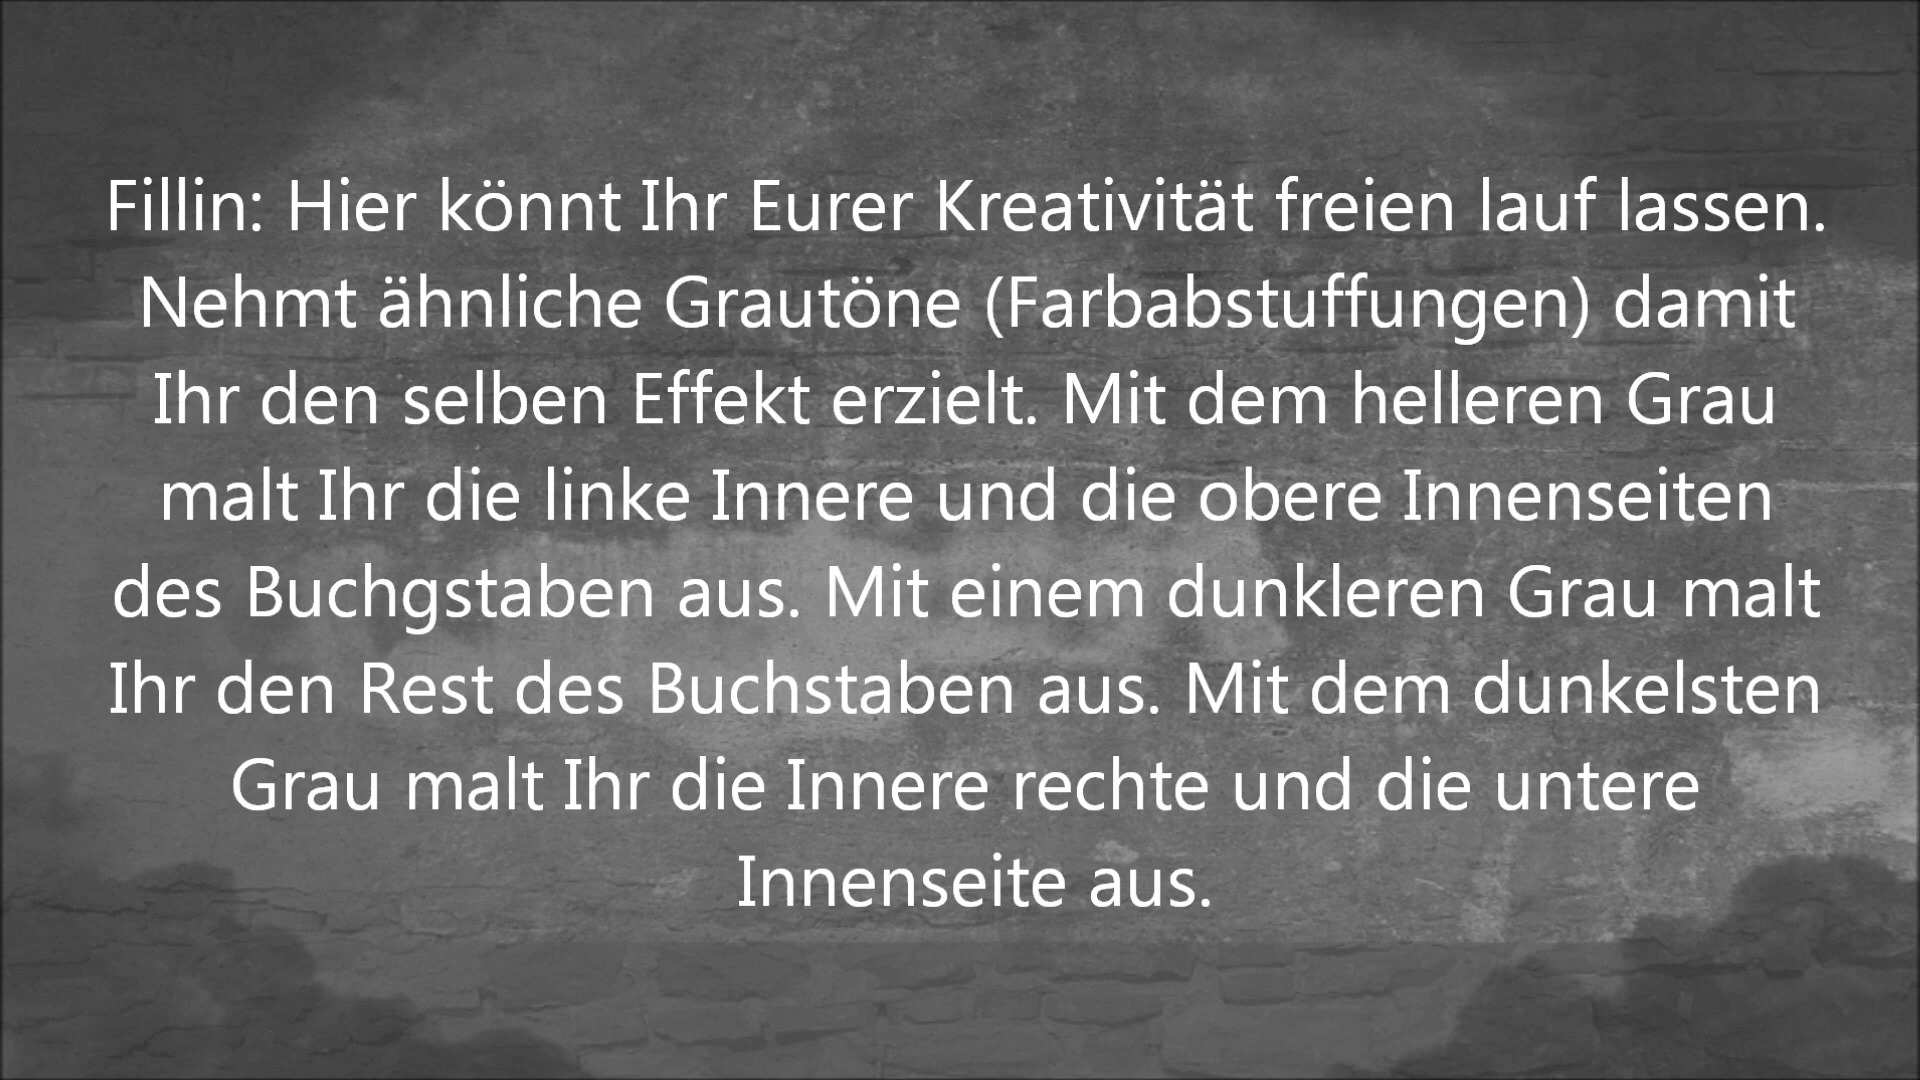 Fillin: Hier könnt Ihr Eurer Kreativität freien lauf lassen.
Nehmt ähnliche Grautöne (Farbabstuffungen) damit
Ihr den selben Effekt erzielt. Mit dem helleren Grau
malt Ihr die linke Innere und die obere Innenseiten
des Buchgstaben aus. Mit einem dunkleren Grau malt
Ihr den Rest des Buchstaben aus. Mit dem dunkelsten
Grau malt Ihr die Innere rechte und die untere
Innenseite aus.